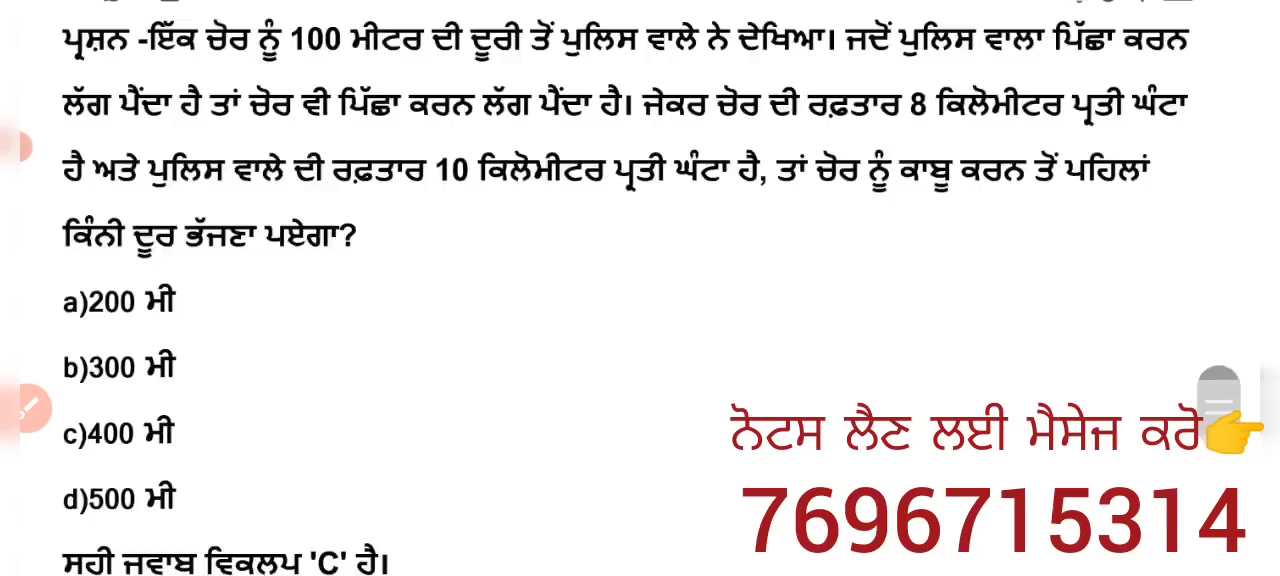 ਪ੍ਰਸ਼ਨ -ਇੱਕ ਚੋਰ ਨੂੰ 100 ਮੀਟਰ ਦੀ ਦੂਰੀ ਤੋਂ ਪੁਲਿਸ ਵਾਲੇ ਨੇ ਦੇਖਿਆ। ਜਦੋਂ ਪੁਲਿਸ ਵਾਲਾ ਪਿੱਛਾ ਕਰਨ
ਲੱਗ ਪੈਂਦਾ ਹੈ ਤਾਂ ਚੋਰ ਵੀ ਪਿੱਛਾ ਕਰਨ ਲੱਗ ਪੈਂਦਾ ਹੈ। ਜੇਕਰ ਚੋਰ ਦੀ ਰਫ਼ਤਾਰ 8 ਕਿਲੋਮੀਟਰ ਪ੍ਰਤੀ ਘੰਟਾ
ਹੈ ਅਤੇ ਪੁਲਿਸ ਵਾਲੇ ਦੀ ਰਫ਼ਤਾਰ 10 ਕਿਲੋਮੀਟਰ ਪ੍ਰਤੀ ਘੰਟਾ ਹੈ, ਤਾਂ ਚੋਰ ਨੂੰ ਕਾਬੂ ਕਰਨ ਤੋਂ ਪਹਿਲਾਂ
ਕਿੰਨੀ ਦੂਰ ਭੱਜਣਾ ਪਏਗਾ?
a)200 ਮੀ
b)300 ਮੀ
c)400 ਮੀ
d)500 ਮੀ
ਸਹੀ ਜਵਾਬ ਵਿਕਲਪ 'C' ਹੈ।
ਨੋਟਸ ਲੈਣ ਲਈ ਮੈਸੇਜ ਕਰੋ👉
7696715314